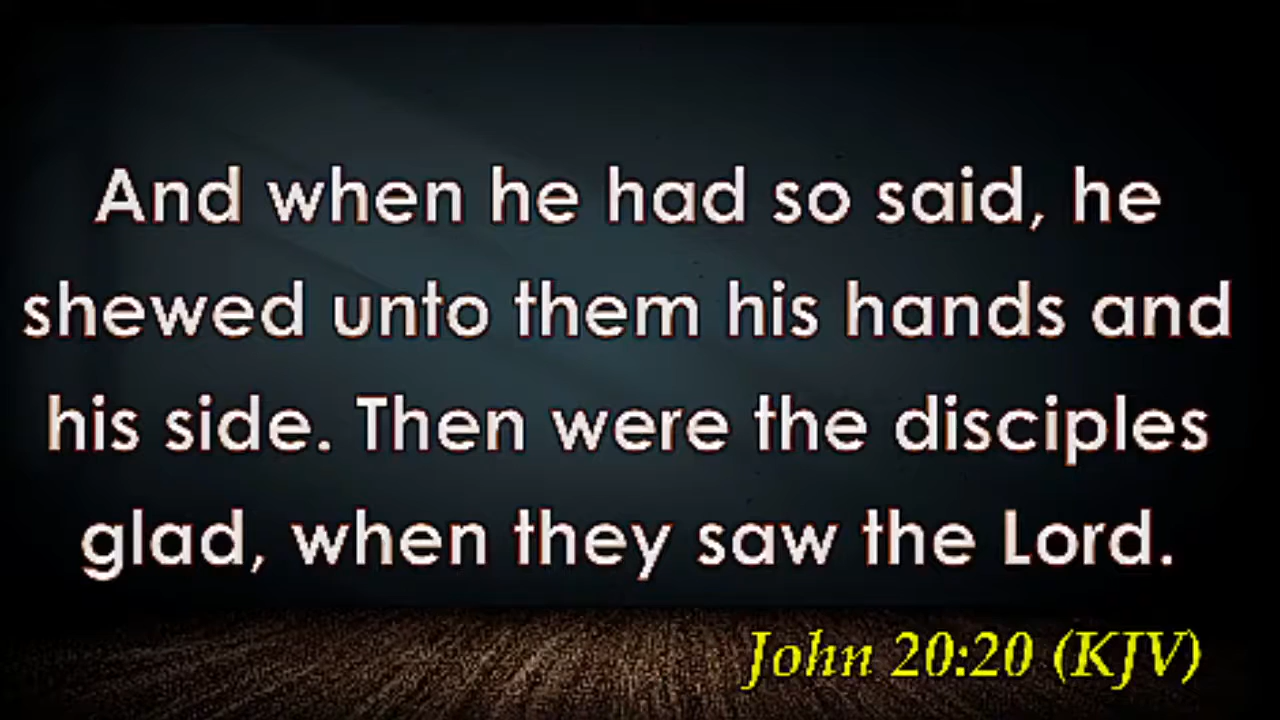 And when he had so said, he
shewed unto them his hands and
his side. Then were the disciples
glad, when they saw the Lord.
John 20:20 (KJV)